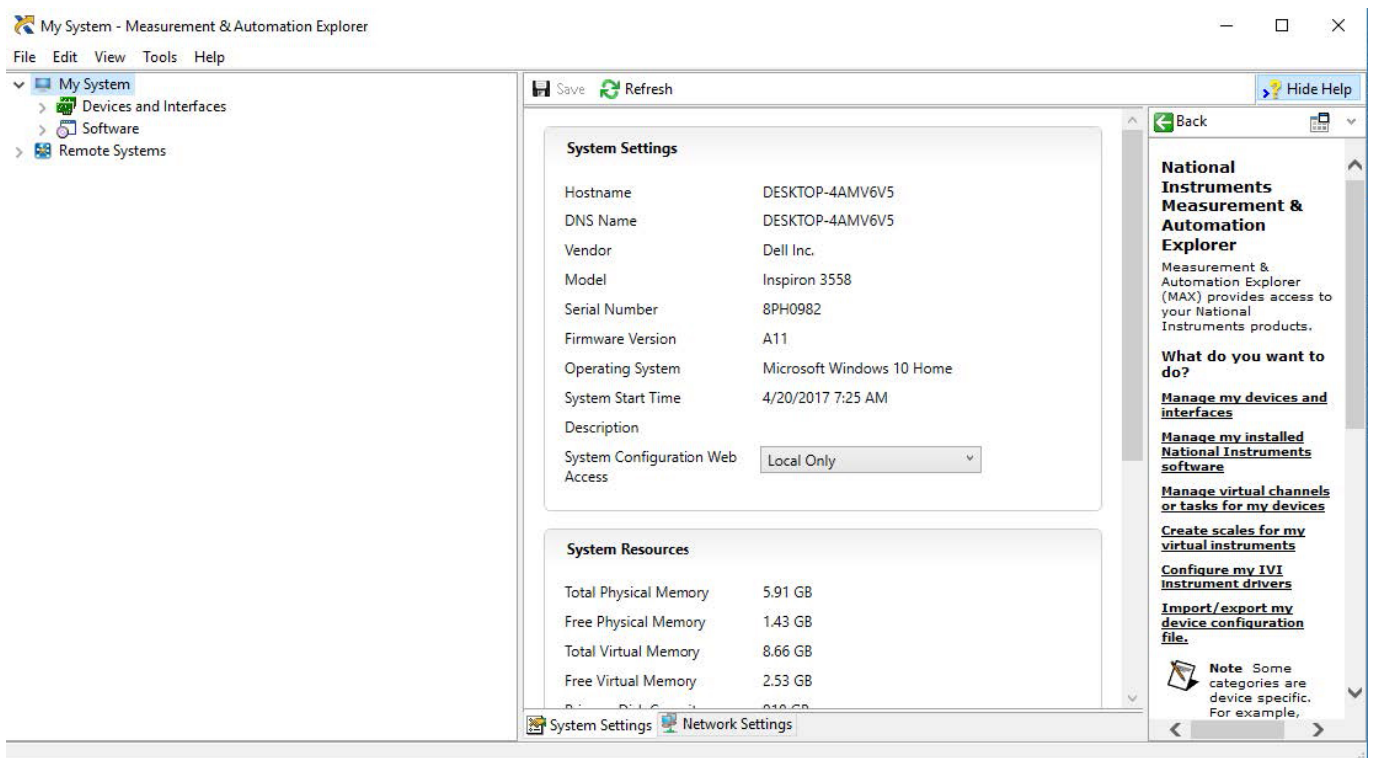 My System - Measurement & Automation Explorer
File Edit View Tools Help
My System
Devices and Interfaces
Software
Remote Systems
Save Refresh
Hide Help
System Settings
Hostname DESKTOP-4AMV6V5
DNS Name DESKTOP-4AMV6V5
Vendor Dell Inc.
Model Inspiron 3558
Serial Number 8PH0982
Firmware Version A11
Operating System Microsoft Windows 10 Home
System Start Time 4/20/2017 7:25 AM
Description
System Configuration Web
Access
Local Only
System Resources
Total Physical Memory 5.91 GB
Free Physical Memory 1.43 GB
Total Virtual Memory 8.66 GB
Free Virtual Memory 2.53 GB
System Settings Network Settings
Back
National
Instruments
Measurement &
Automation
Explorer
Measurement &
Automation Explorer
(MAX) provides access to
your National
Instruments products.
What do you want to
do?
Manage my devices and
interfaces
Manage my installed
National Instruments
software
Manage virtual channels
or tasks for my devices
Create scales for my
virtual instruments
Configure my IVI
Instrument drivers
Import/export my
device configuration
file.
Note Some
categories are
device specific.
For example,